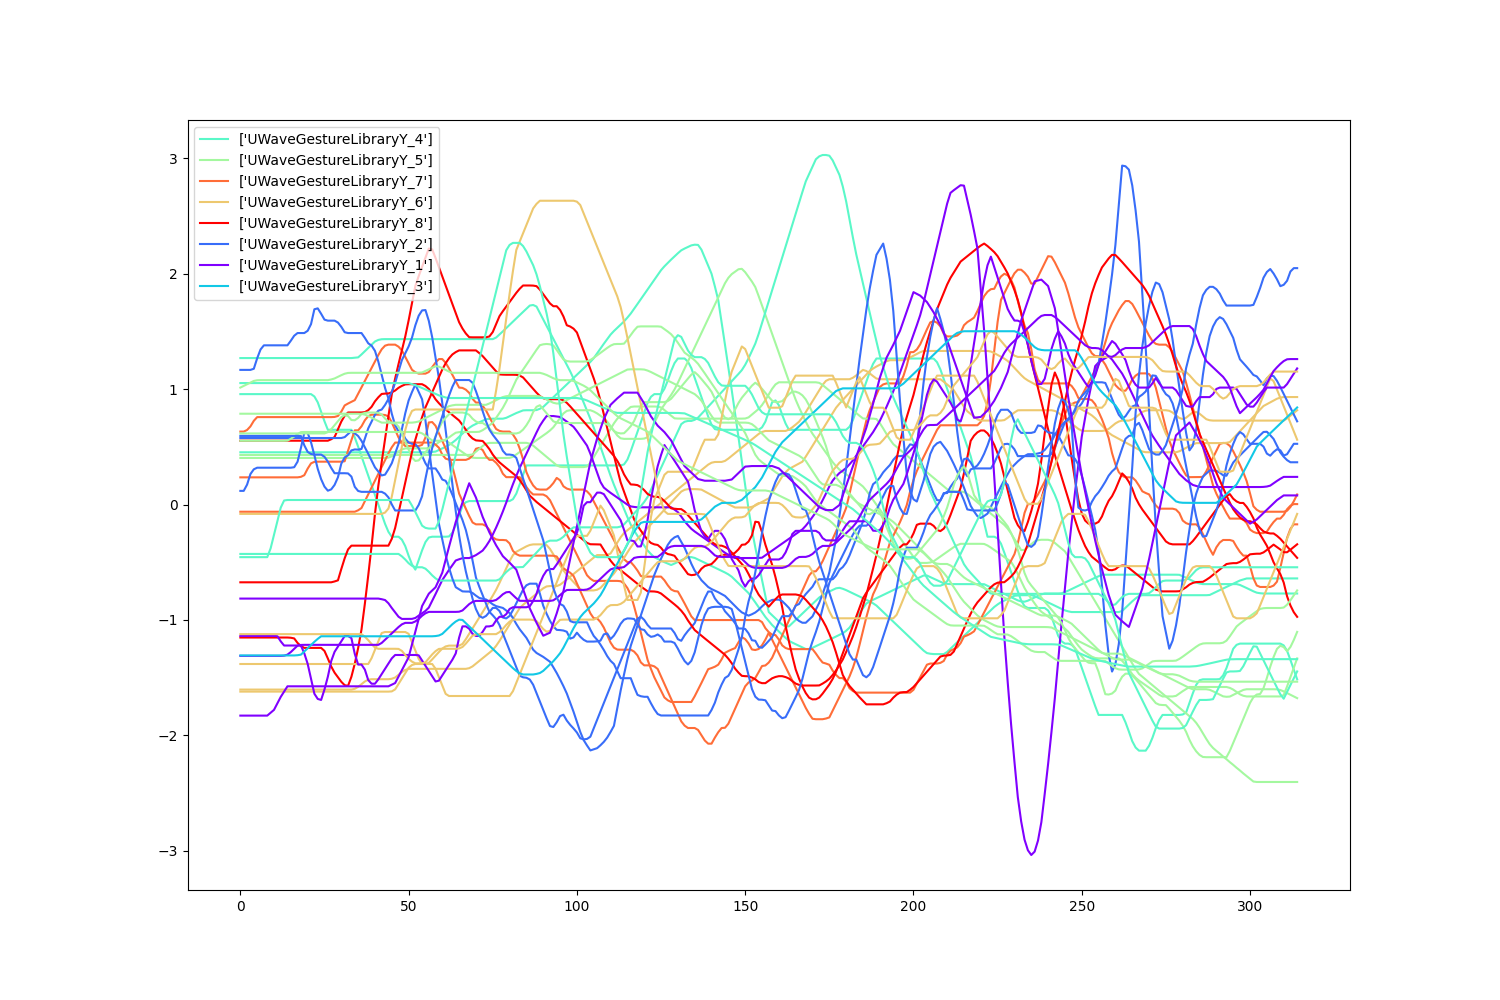 ['UWaveGestureLibraryY_4']
['UWaveGestureLibraryY_5']
['UWaveGestureLibraryY_7']
['UWaveGestureLibraryY_6']
['UWaveGestureLibraryY_8']
['UWaveGestureLibraryY_2']
['UWaveGestureLibraryY_1']
['UWaveGestureLibraryY_3']
3
2
1
0
−1
−2
−3
0 50 100 150 200 250 300